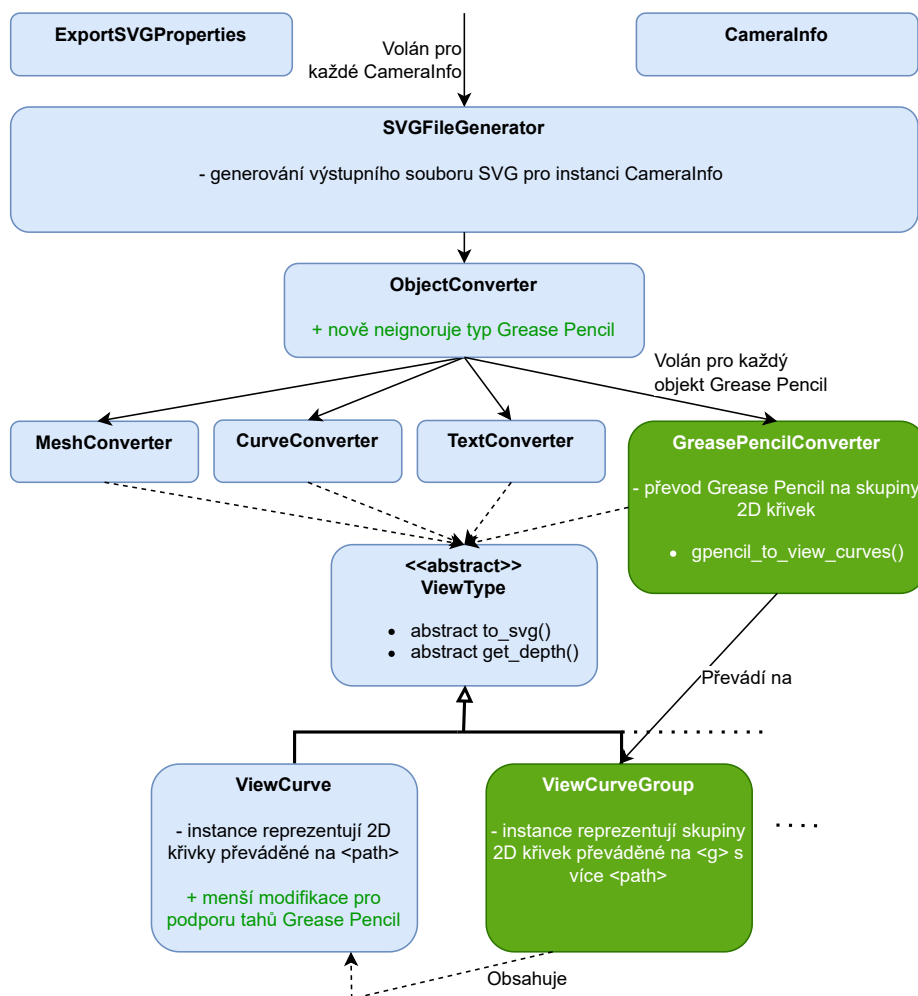 ExportSVGProperties
Volán pro
každé CameraInfo
CameraInfo
SVGFileGenerator
- generování výstupního souboru SVG pro instanci CameraInfo
ObjectConverter
+ nově neignoruje typ Grease Pencil
Volán pro každý
objekt Grease Pencil
MeshConverter
CurveConverter
TextConverter
GreasePencilConverter
- převod Grease Pencil na skupiny
2D křivek
• gpencil_to_view_curves()
<<abstract>>
ViewType
• abstract to_svg()
• abstract get_depth()
Převádí na
ViewCurve
- instance reprezentují 2D
křivky převáděné na <path>
+ menší modifikace pro
podporu tahů Grease Pencil
ViewCurveGroup
- instance reprezentují skupiny
2D křivek převáděné na <g> s
více <path>
Obsahuje